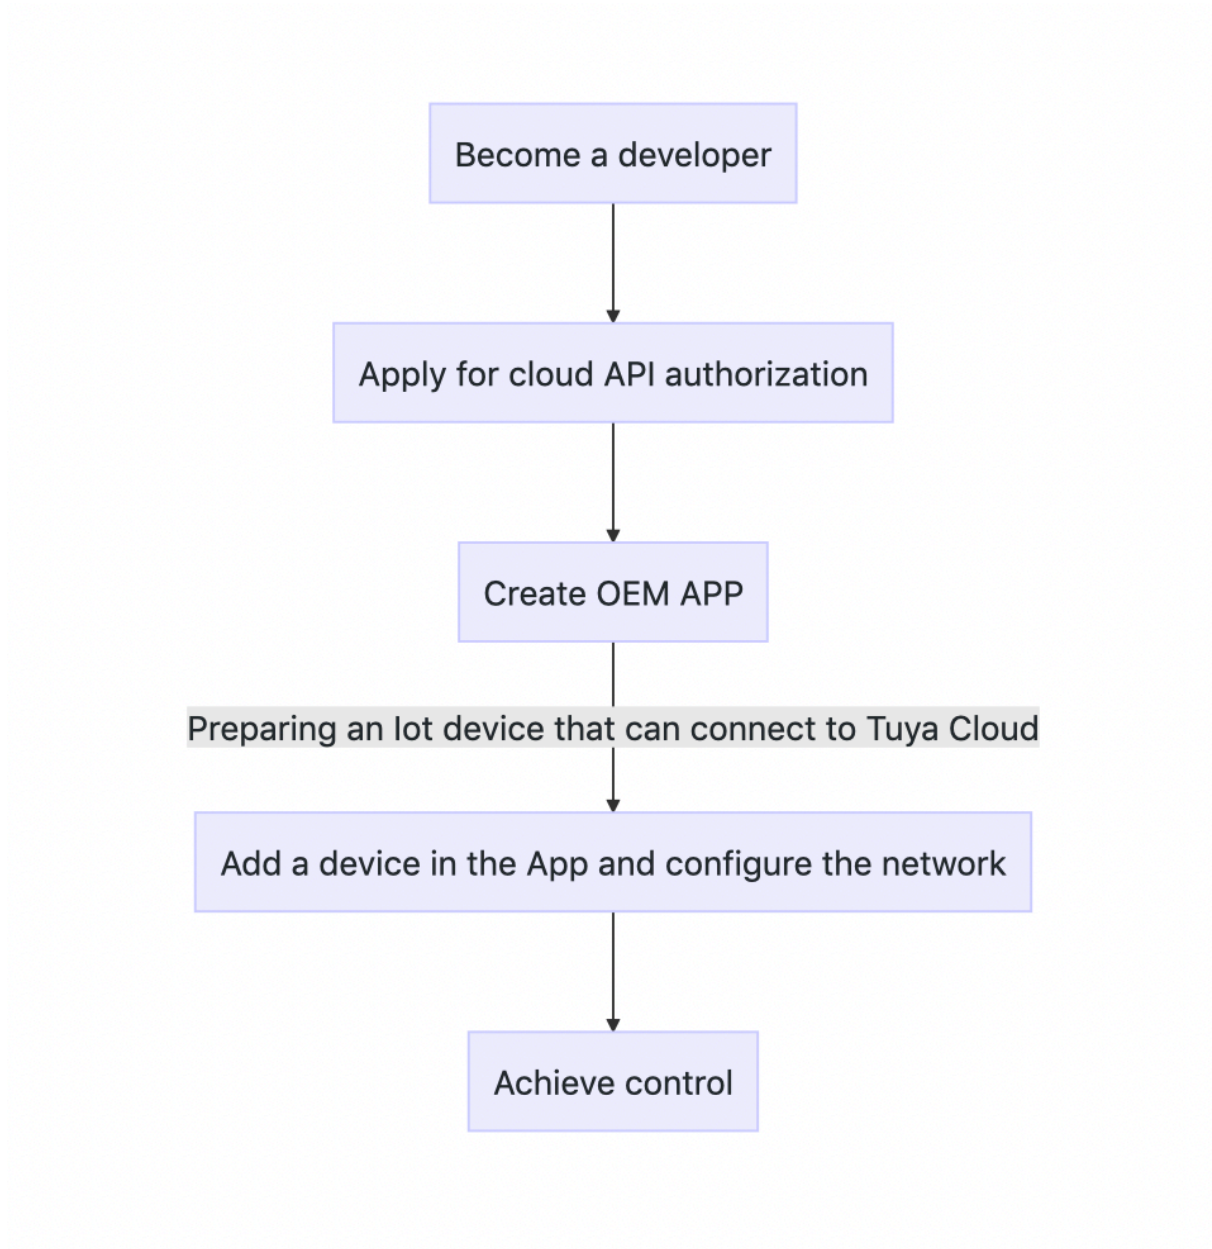 Become a developer
Apply for cloud API authorization
Create OEM APP
Preparing an Iot device that can connect to Tuya Cloud
Add a device in the App and configure the network
Achieve control